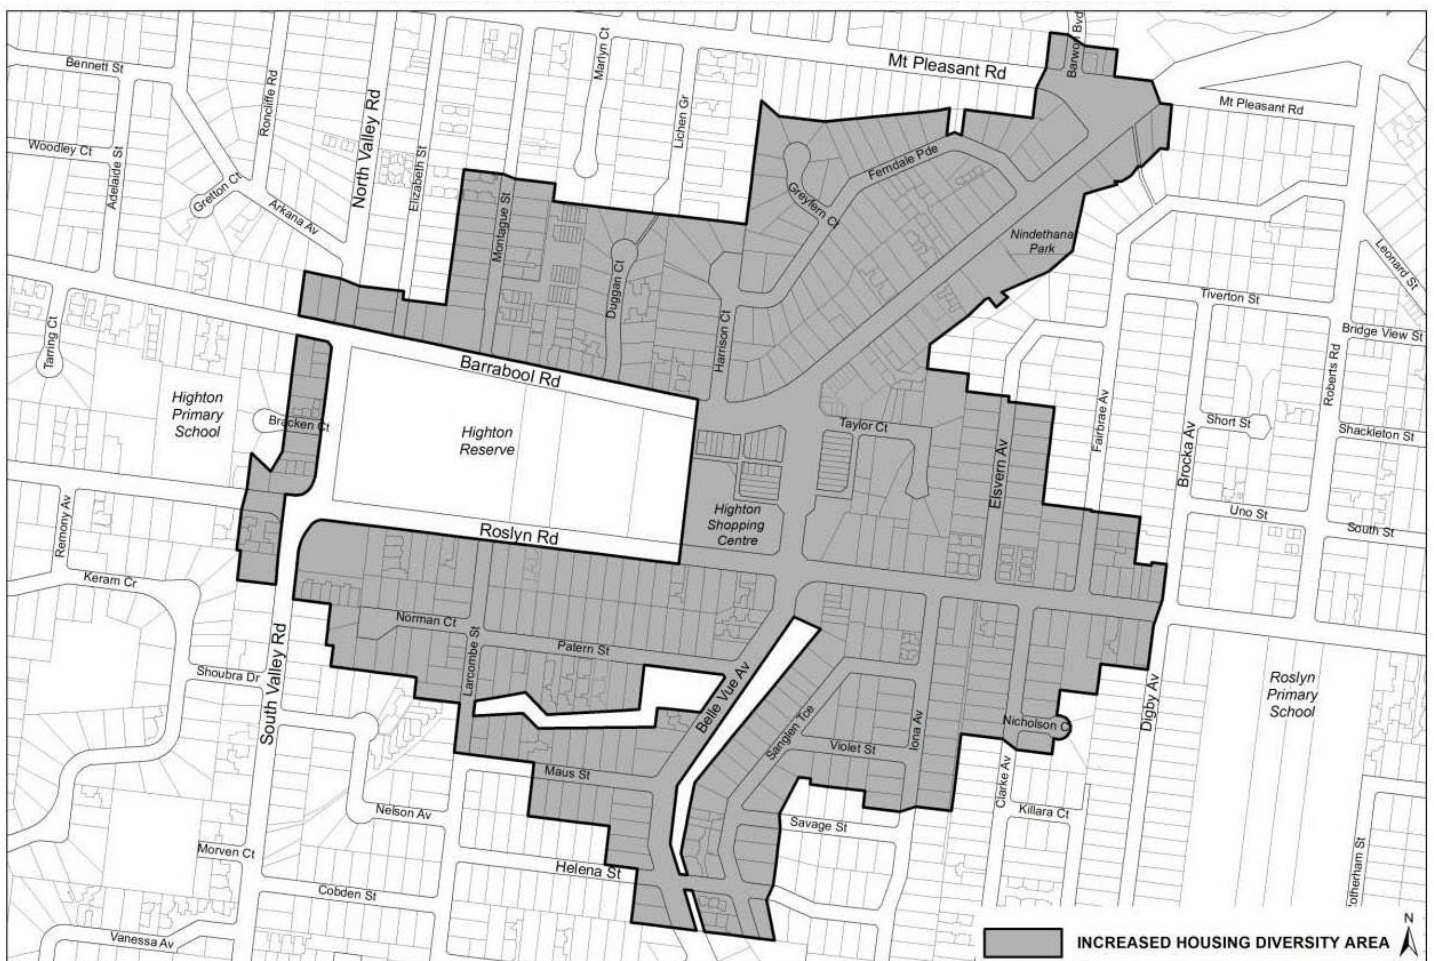 Bennett St
Roncliffe Rd
North Valley Rd
Elizabeth St
Marlyn Ct
Lichen Gr
Mt Pleasant Rd
Barwon Bvd
Mt Pleasant Rd
Woodley Ct
Adelaide St
Gretton Ct
Arkana Av
Montague St
Duggan Ct
Harrison Ct
Greyfern Ct
Ferndale Pde
Nindethana
Park
Leonard St
Tiverton St
Bridge View St
Roberts Rd
Tarring Ct
Highton
Primary
School
Bracken Ct
Barrabool Rd
Highton
Reserve
Taylor Ct
Elsvern Av
Fairbrae Av
Brocka Av
Short St
Shackleton St
Uno St
South St
Highton
Shopping
Centre
Roslyn Rd
Remony Av
Keram Cr
Norman Ct
Larcombe St
Patern St
Belle Vue Av
Shoubra Dr
South Valley Rd
Sanglen Tce
Violet St
Iona Av
Nicholson C
Digby Av
Roslyn
Primary
School
Clarke Av
Maus St
Nelson Av
Savage St
Killara Ct
Morven Ct
Cobden St
Helena St
Vanessa Av
INCREASED HOUSING DIVERSITY AREA
N